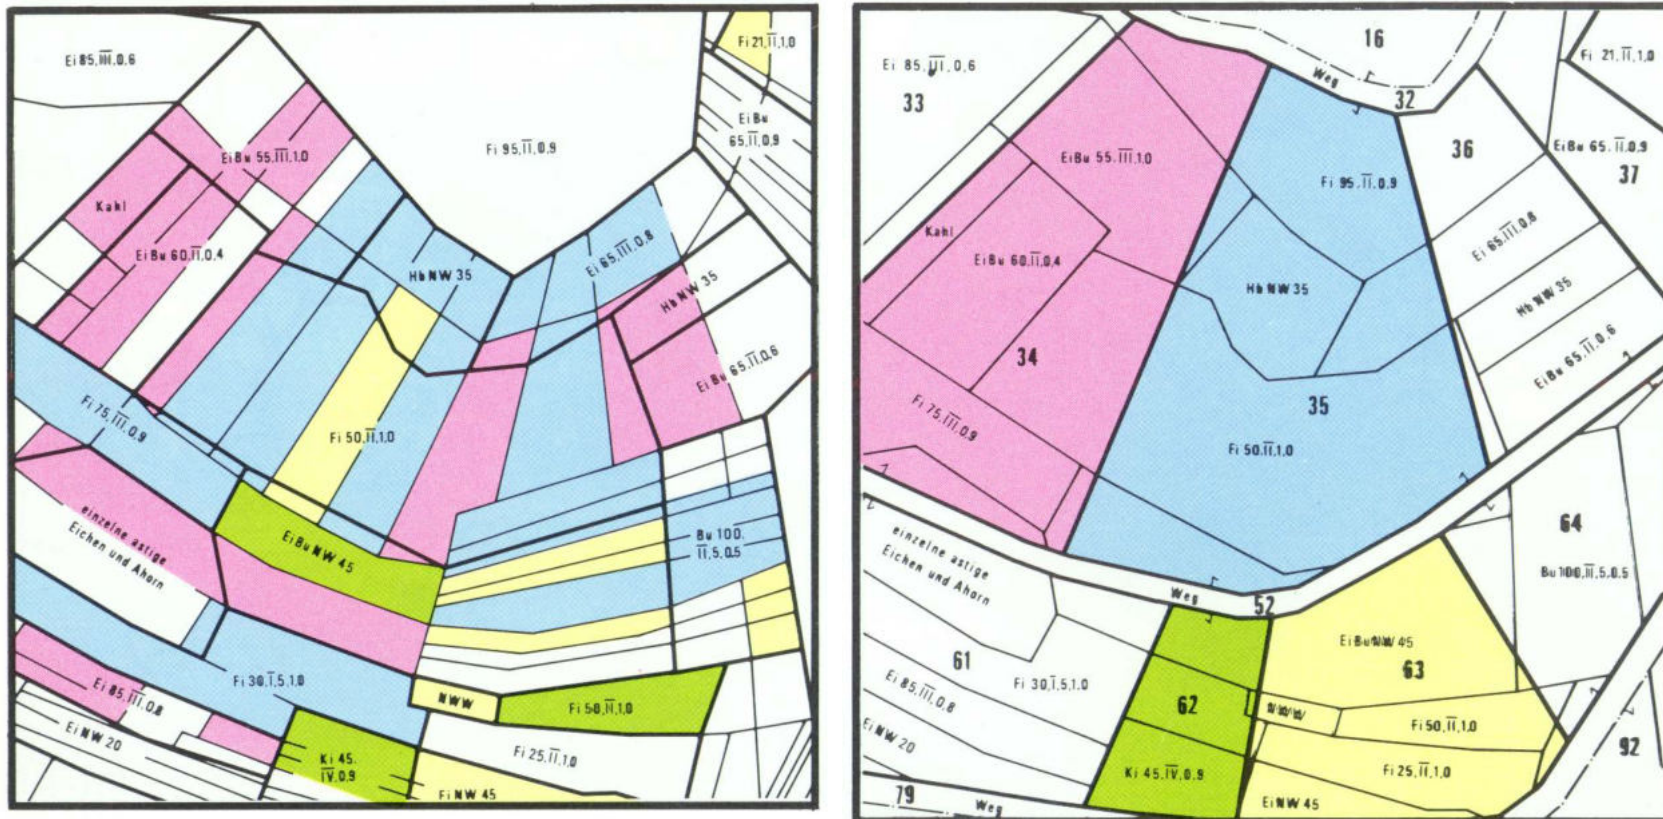 Ei 85,III,0,6
Fi 21,II,1,0
EiBu 55,III,1,0
Fi 95,II,0,9
EiBu
65,II,0,9
Kahl
EiBu 60,II,0,4
HbNW 35
Ei 65,III,0,8
HbNW 35
EiBu 65,II,0,6
Fi 75,III,0,9
Fi 50,II,1,0
einzelne astige
Eichen und Ahorn
EiBuNW 45
Bu 100.
II,5,0,5
Ei 85,III,0,8
Fi 30,I,5,1,0
NWW
Fi 50,II,1,0
Ei NW 20
Ki 45.
IV,0,9
Fi 25,II,1,0
Fi NW 45
16
Ei 85,III,0,6
Weg
Fi 21,II,1,0
33
32
EiBu 55.III,1,0
36
EiBu 65.II,0,9
37
Fi 95.II,0,9
Kahl
EiBu 60,II,0,4
Ei 65,III,0,8
HbNW 35
HbNW 35
34
EiBu 65,II,0,6
Fi 75,III,0,9
35
Fi 50,II,1,0
einzelne astige
Eichen und Ahorn
64
Bu 100,II,5,0,5
Weg
52
EiBuNW 45
61
Fi 30,I,5,1,0
63
Ei 85,III,0,8
62
NWW
Fi 50,II,1,0
EiNW 20
92
Ki 45,IV,0,9
Fi 25,II,1,0
79
Weg
EiNW 45